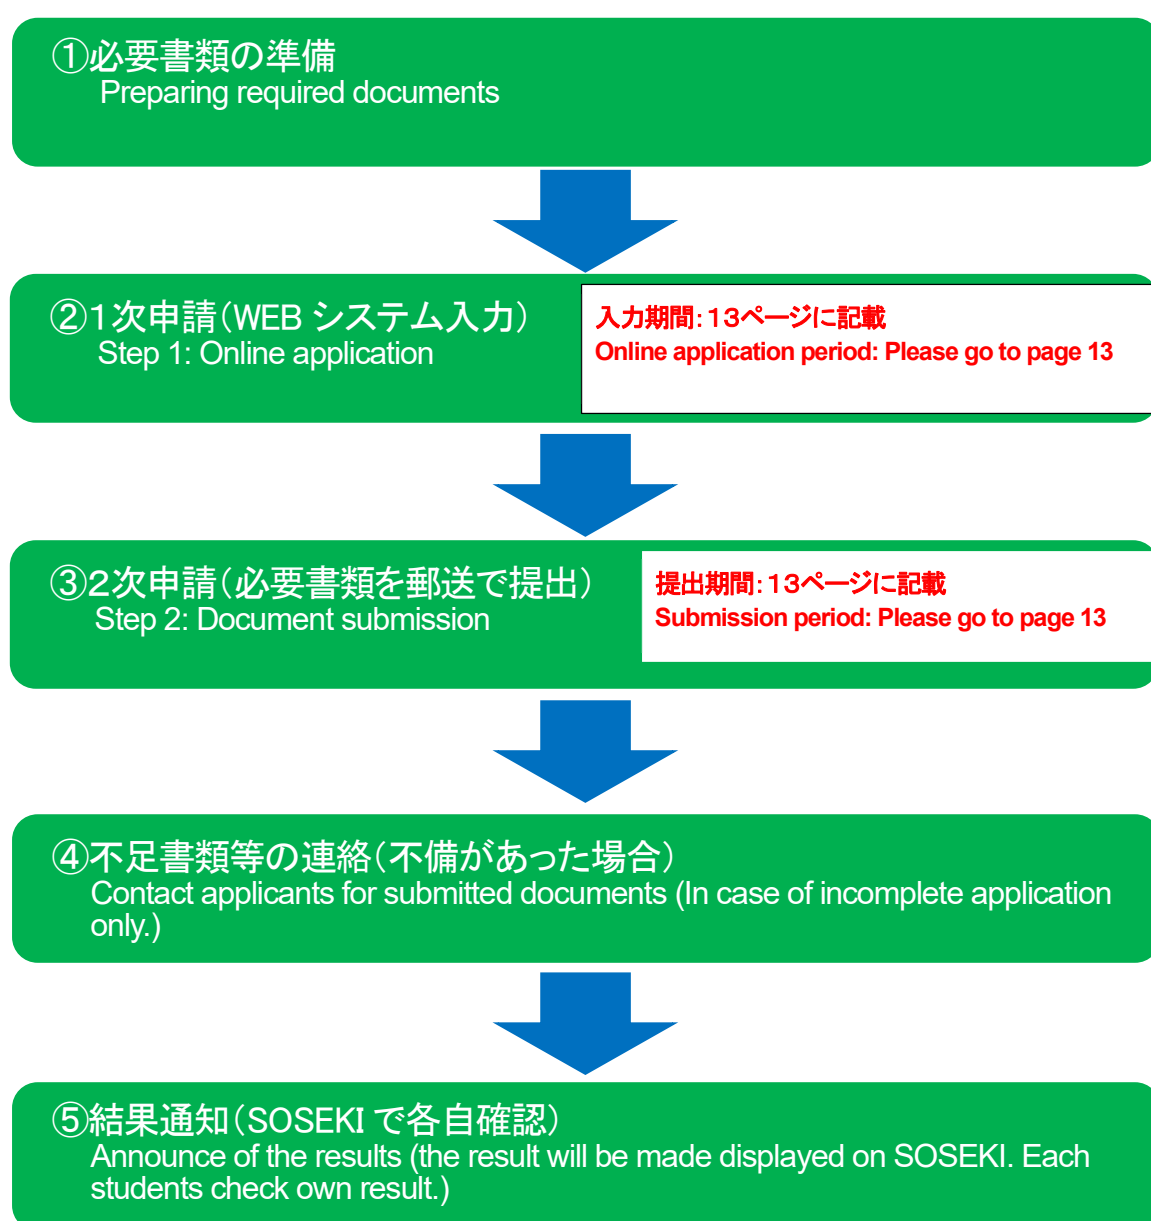 ①必要書類の準備
Preparing required documents
②1次申請（WEB システム入力）
Step 1: Online application
入力期間：13ページに記載
Online application period: Please go to page 13
③2次申請（必要書類を郵送で提出）
Step 2: Document submission
提出期間：13ページに記載
Submission period: Please go to page 13
④不足書類等の連絡（不備があった場合）
Contact applicants for submitted documents (In case of incomplete application
only.)
⑤結果通知（SOSEKI で各自確認）
Announce of the results (the result will be made displayed on SOSEKI. Each
students check own result.)